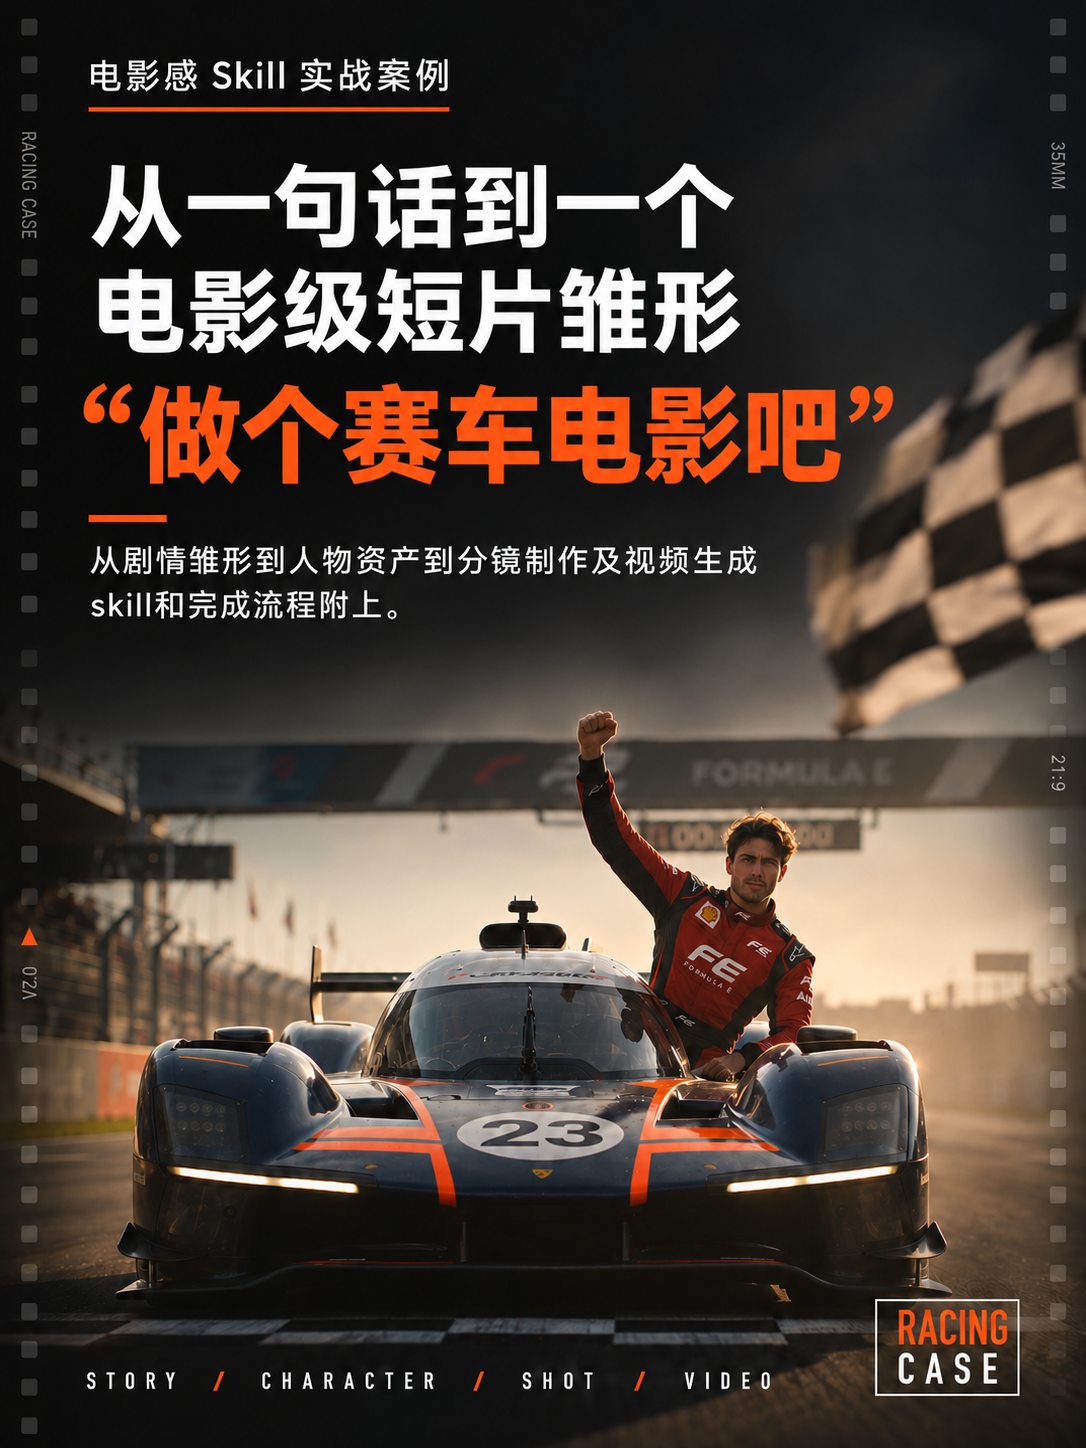 电影感 Skill 实战案例
从一句话到一个
电影级短片雏形
“做个赛车电影吧”
从剧情雏形到人物资产到分镜制作及视频生成
skill和完成流程附上。
RACING CASE
35MM
21:9
FORMULA E
FE
FORMULA E
FE
23
STORY / CHARACTER / SHOT / VIDEO
RACING
CASE